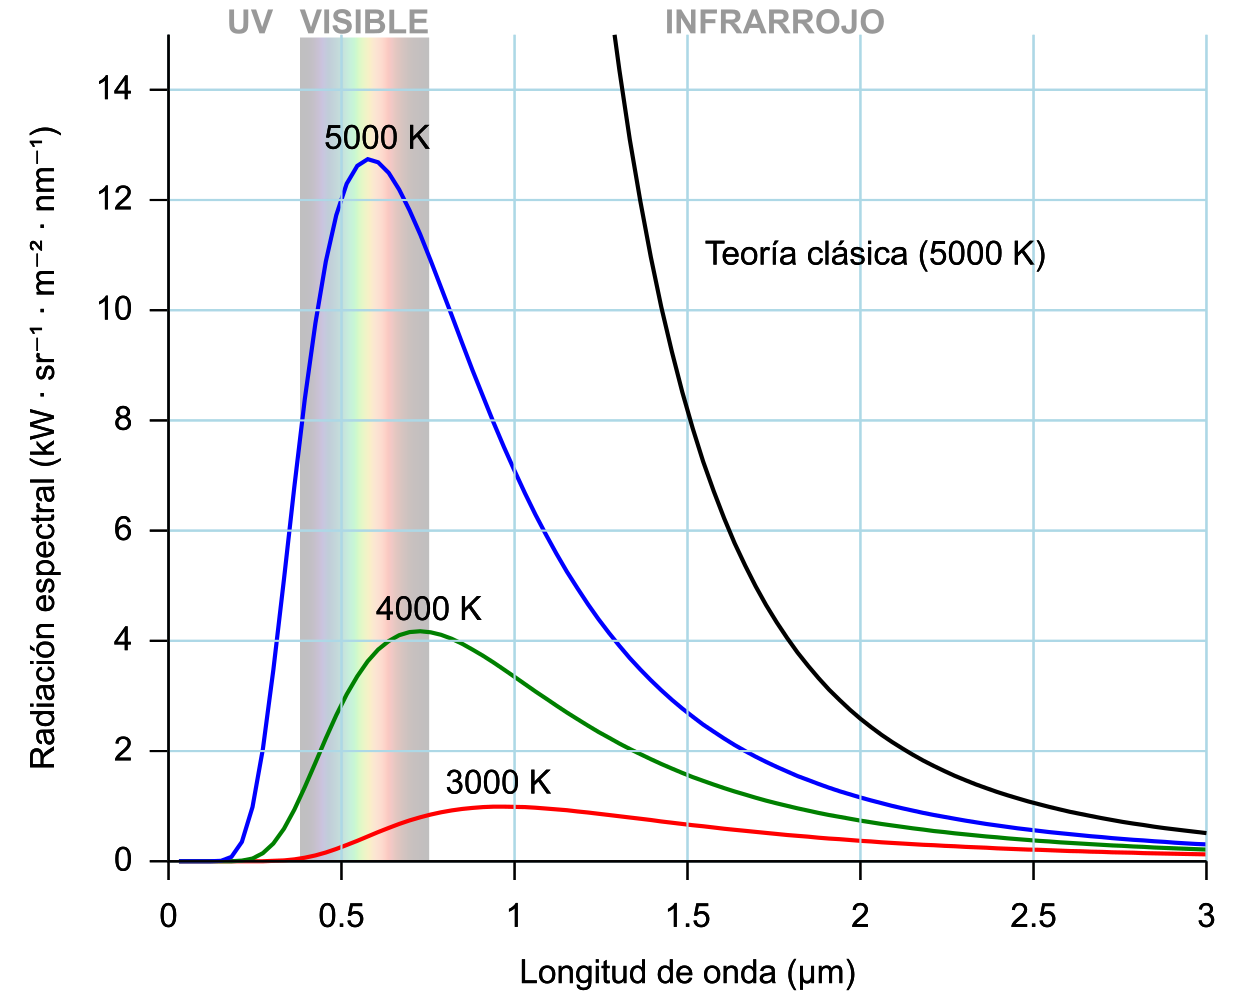 UV VISIBLE INFRARROJO
14
12
10
8
6
4
2
0
Radiación espectral (kW · sr⁻¹ · m⁻² · nm⁻¹)
5000 K
Teoría clásica (5000 K)
4000 K
3000 K
0 0.5 1 1.5 2 2.5 3
Longitud de onda (µm)